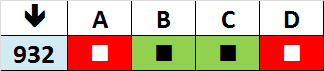 🡻 A B C D
932 ■ ■ ■ ■